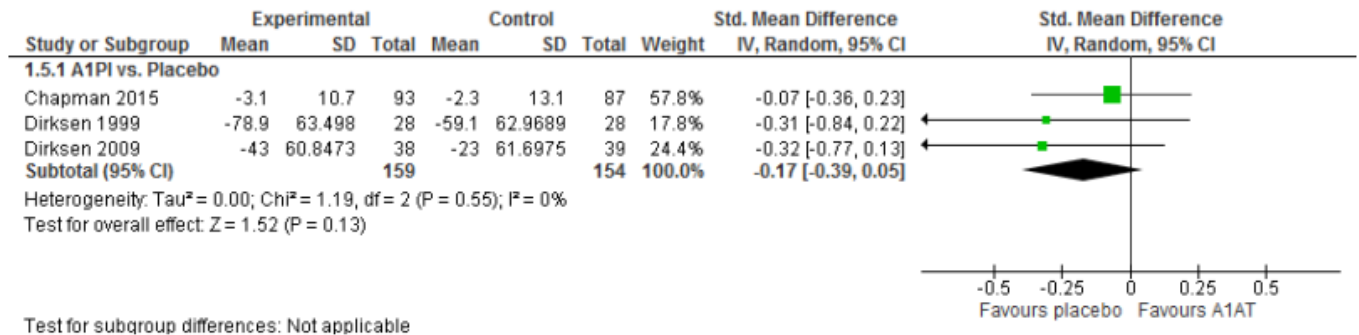 Experimental Control Std. Mean Difference Std. Mean Difference
Study or Subgroup Mean SD Total Mean SD Total Weight IV, Random, 95% CI IV, Random, 95% CI
1.5.1 A1PI vs. Placebo
Chapman 2015 -3.1 10.7 93 -2.3 13.1 87 57.8% -0.07 [-0.36, 0.23]
Dirksen 1999 -78.9 63.498 28 -59.1 62.9689 28 17.8% -0.31 [-0.84, 0.22]
Dirksen 2009 -43 60.8473 38 -23 61.6975 39 24.4% -0.32 [-0.77, 0.13]
Subtotal (95% CI) 159 154 100.0% -0.17 [-0.39, 0.05]
Heterogeneity: Tau² = 0.00; Chi² = 1.19, df = 2 (P = 0.55); I² = 0%
Test for overall effect: Z = 1.52 (P = 0.13)
-0.5 -0.25 0 0.25 0.5
Favours placebo Favours A1AT
Test for subgroup differences: Not applicable